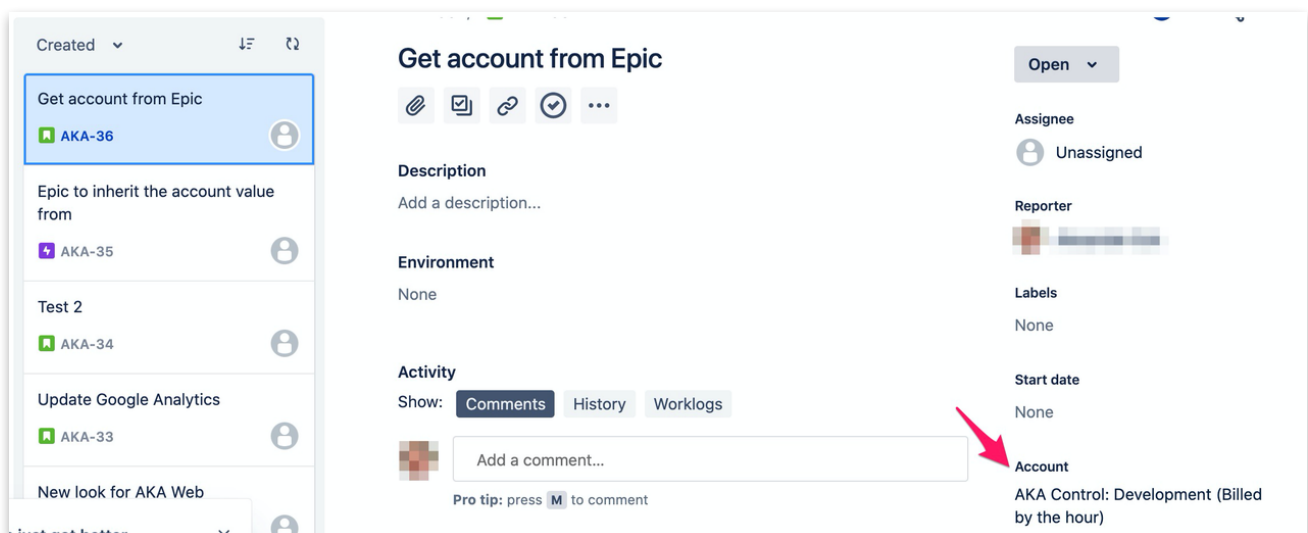 Created
Get account from Epic
AKA-36
Epic to inherit the account value
from
AKA-35
Test 2
AKA-34
Update Google Analytics
AKA-33
New look for AKA Web
Get account from Epic
Description
Add a description...
Environment
None
Activity
Show: Comments History Worklogs
Add a comment...
Pro tip: press M to comment
Open
Assignee
Unassigned
Reporter
Labels
None
Start date
None
Account
AKA Control: Development (Billed
by the hour)